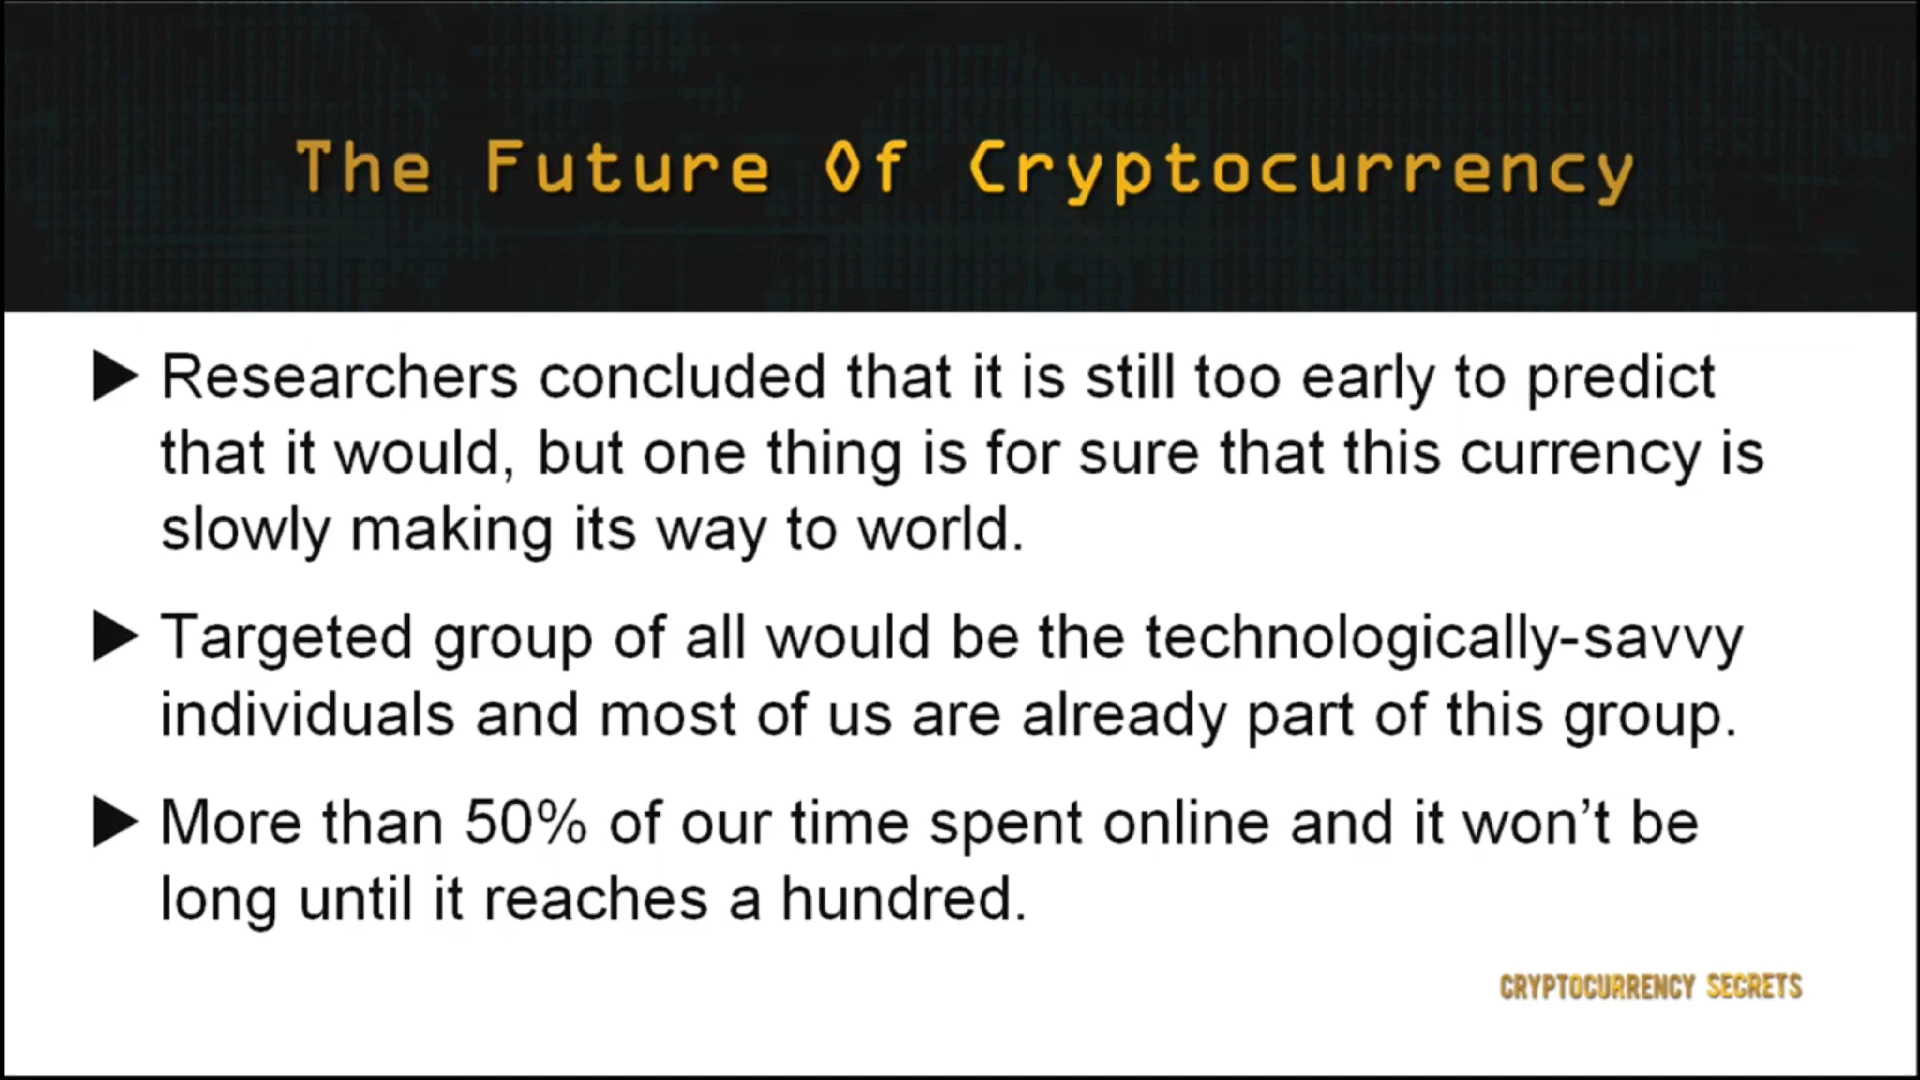 The Future Of Cryptocurrency
Researchers concluded that it is still too early to predict
that it would, but one thing is for sure that this currency is
slowly making its way to world.
Targeted group of all would be the technologically-savvy
individuals and most of us are already part of this group.
More than 50% of our time spent online and it won’t be
long until it reaches a hundred.
CRYPTOCURRENCY SECRETS